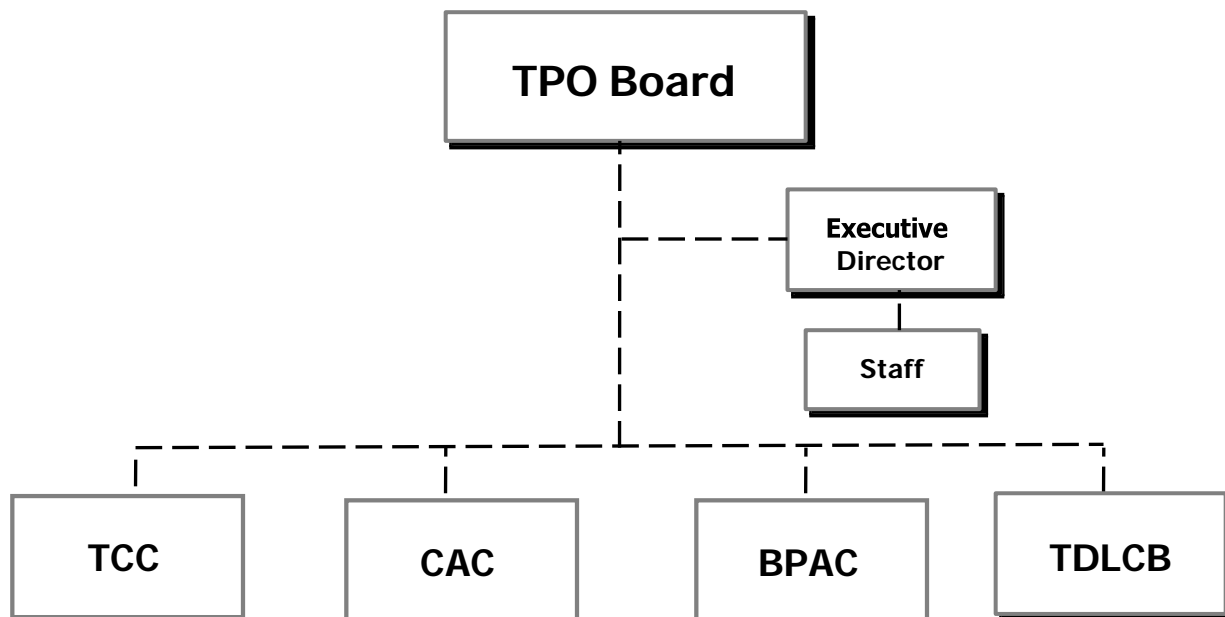 TPO Board
Executive
Director
Staff
TCC
CAC
BPAC
TDLCB